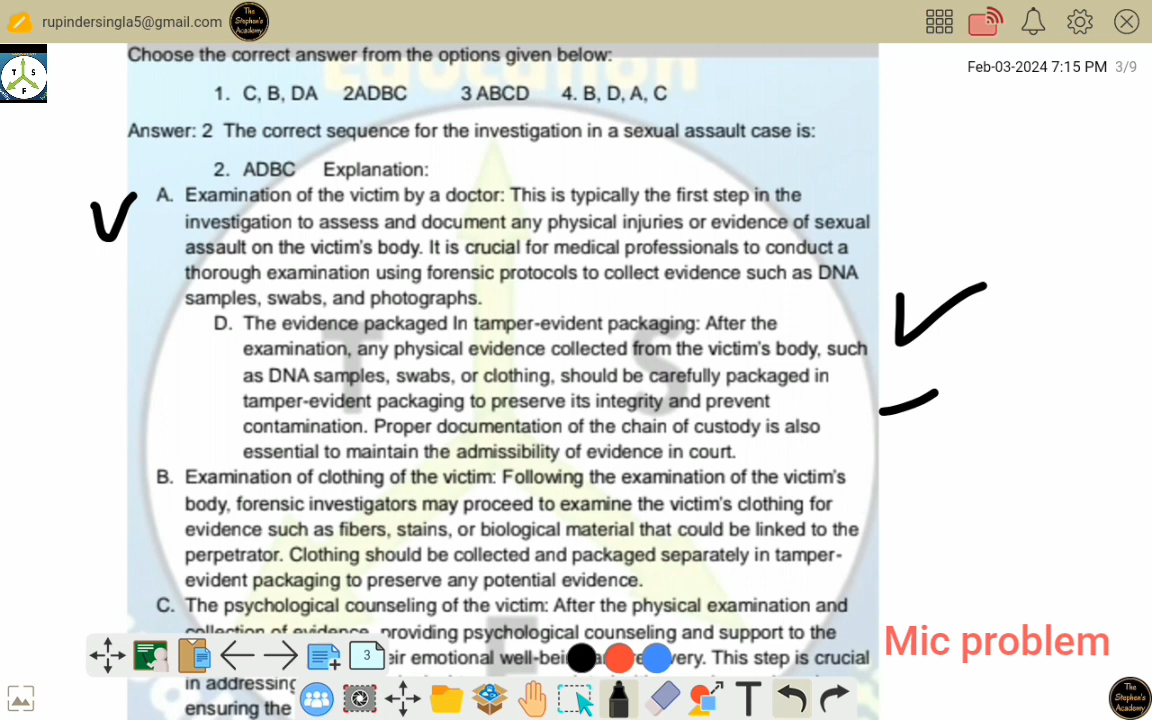 rupindersingla5@gmail.com
The
Stephen's
Academy
T S
F
Feb-03-2024 7:15 PM 3/9
Choose the correct answer from the options given below:
1. C, B, DA 2ADBC 3 ABCD 4. B, D, A, C
Answer: 2 The correct sequence for the investigation in a sexual assault case is:
2. ADBC Explanation:
A. Examination of the victim by a doctor: This is typically the first step in the
investigation to assess and document any physical injuries or evidence of sexual
assault on the victim's body. It is crucial for medical professionals to conduct a
thorough examination using forensic protocols to collect evidence such as DNA
samples, swabs, and photographs.
D. The evidence packaged In tamper-evident packaging: After the
examination, any physical evidence collected from the victim's body, such
as DNA samples, swabs, or clothing, should be carefully packaged in
tamper-evident packaging to preserve its integrity and prevent
contamination. Proper documentation of the chain of custody is also
essential to maintain the admissibility of evidence in court.
B. Examination of clothing of the victim: Following the examination of the victim's
body, forensic investigators may proceed to examine the victim's clothing for
evidence such as fibers, stains, or biological material that could be linked to the
perpetrator. Clothing should be collected and packaged separately in tamper-
evident packaging to preserve any potential evidence.
C. The psychological counseling of the victim: After the physical examination and
collection of evidence, providing psychological counseling and support to the
emotional well-being. This step is crucial
in addressing
ensuring the
Mic problem
3
T
The
Stephen's
Academy